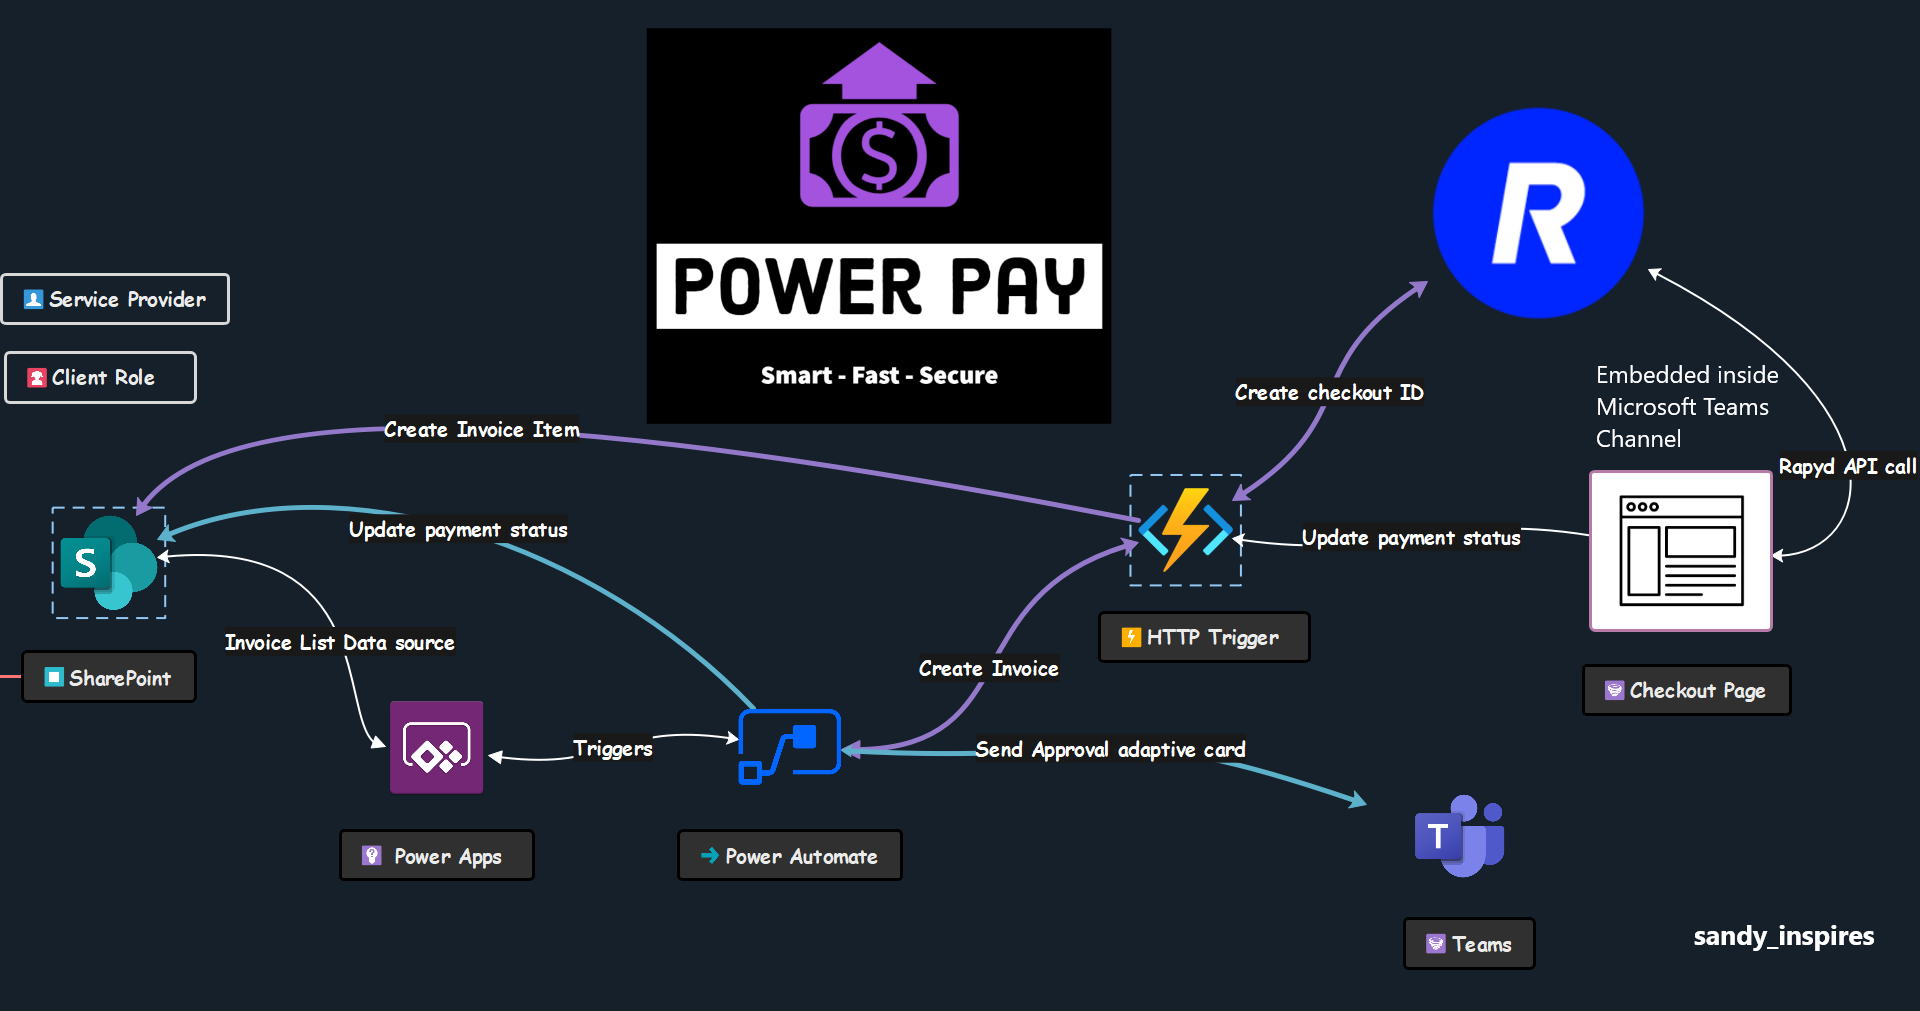 $
POWER PAY
Smart - Fast - Secure
R
Service Provider
Client Role
Create Invoice Item
Create checkout ID
Embedded inside
Microsoft Teams
Channel
Rapyd API call
Update payment status
Update payment status
S
Invoice List Data source
HTTP Trigger
Create Invoice
SharePoint
Checkout Page
Triggers
Send Approval adaptive card
T
Power Apps
Power Automate
Teams
sandy_inspires